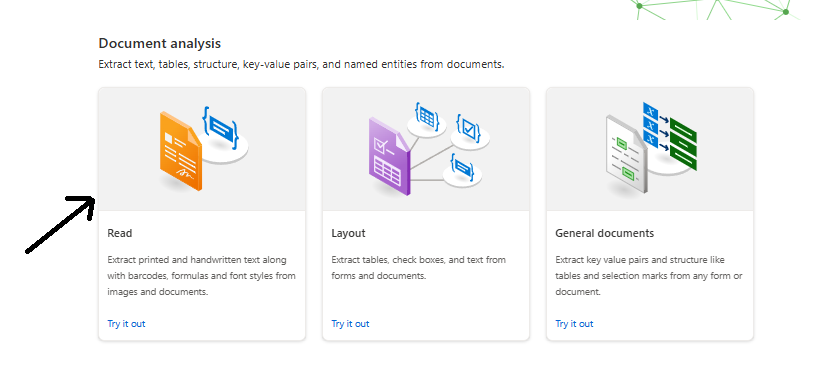 Document analysis
Extract text, tables, structure, key-value pairs, and named entities from documents.
Read
Extract printed and handwritten text along
with barcodes, formulas and font styles from
images and documents.
Try it out
Layout
Extract tables, check boxes, and text from
forms and documents.
Try it out
General documents
Extract key value pairs and structure like
tables and selection marks from any form or
document.
Try it out